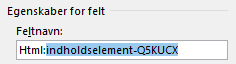 Egenskaber for felt
Feltnavn:
Html:indholdselement-Q5KUCX